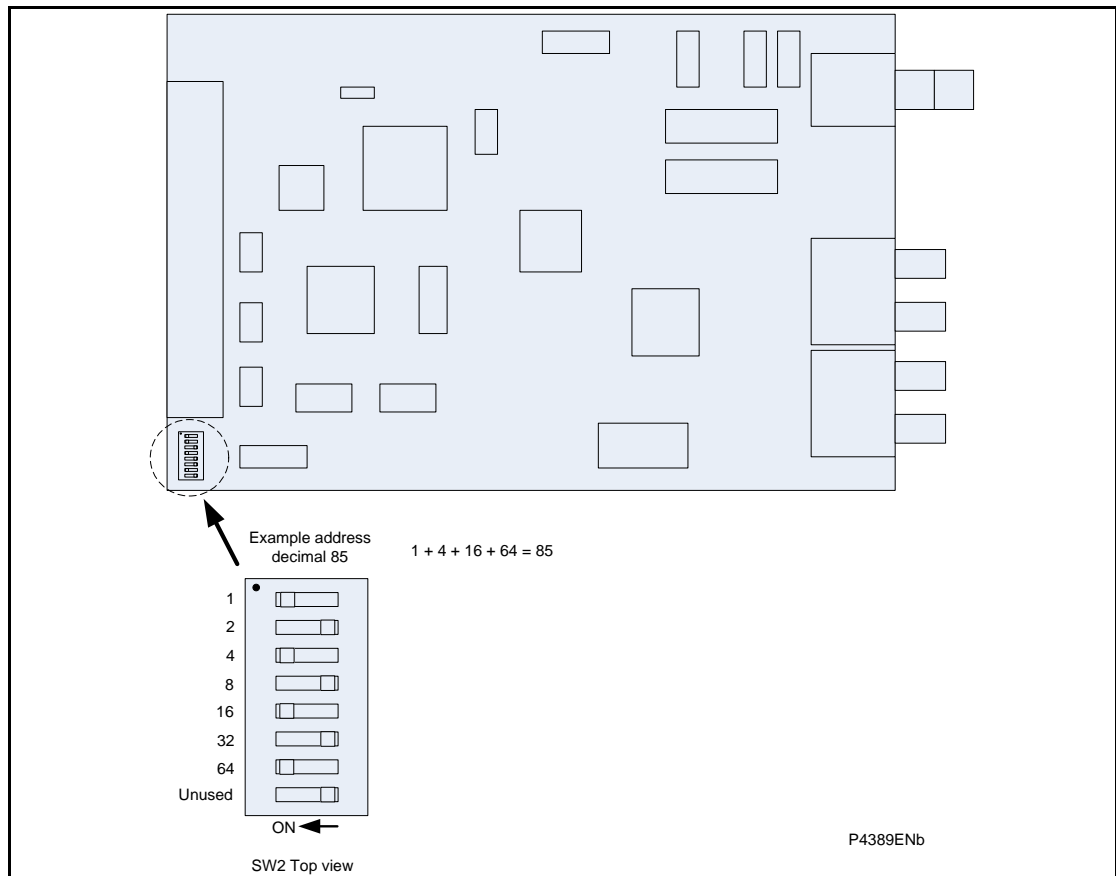 Example address
decimal 85
1 + 4 + 16 + 64 = 85
1
2
4
8
16
32
64
Unused
ON
SW2 Top view
P4389ENb